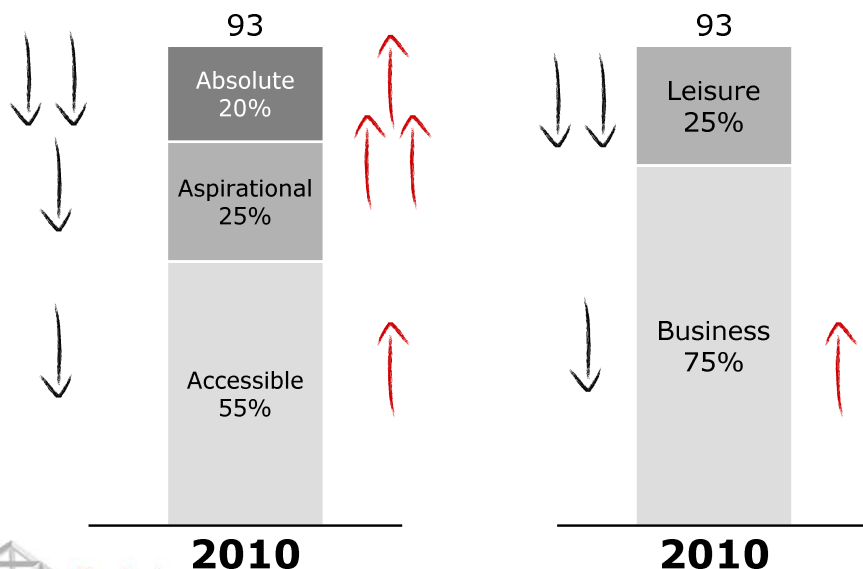 93
Absolute
20%
Aspirational
25%
Accessible
55%
2010
93
Leisure
25%
Business
75%
2010